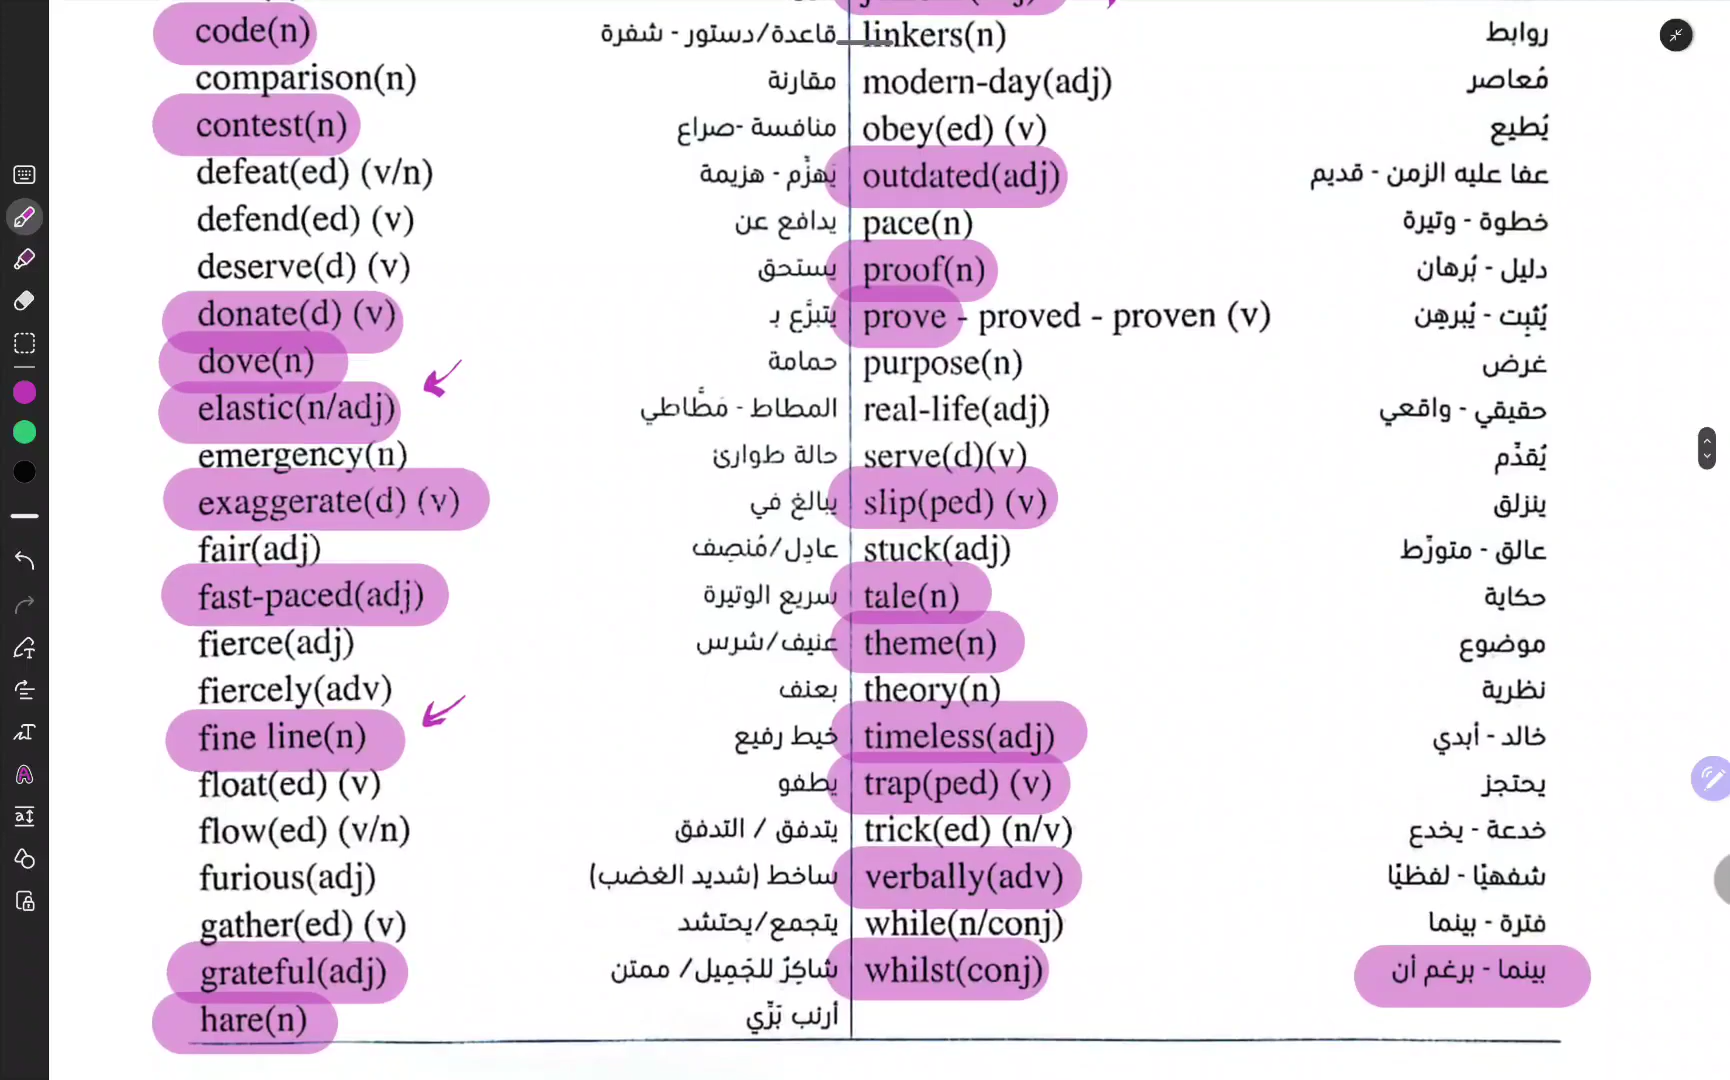 code(n) قاعدة/دستور - شفرة
comparison(n) مقارنة
contest(n) منافسة -صراع
defeat(ed) (v/n) يَهزِّم - هزيمة
defend(ed) (v) يدافع عن
deserve(d) (v) يستحق
donate(d) (v) يتبرَّع بـ
dove(n) حمامة
elastic(n/adj) المطاط - مَطَّاطي
emergency(n) حالة طوارئ
exaggerate(d) (v) يبالغ في
fair(adj) عادِل/مُنصِف
fast-paced(adj) سريع الوتيرة
fierce(adj) عنيف/شرس
fiercely(adv) بعنف
fine line(n) خيط رفيع
float(ed) (v) يطفو
flow(ed) (v/n) يتدفق / التدفق
furious(adj) ساخط (شديد الغضب)
gather(ed) (v) يتجمع/يحتشد
grateful(adj) شاكِرٌ للجَمِيل/ ممتن
hare(n) أرنب بَرِّي
linkers(n) روابط
modern-day(adj) مُعاصر
obey(ed) (v) يُطيع
outdated(adj) عفا عليه الزمن - قديم
pace(n) خطوة - وتيرة
proof(n) دليل - بُرهان
prove - proved - proven (v) يُثبِت - يُبرهِن
purpose(n) غرض
real-life(adj) حقيقي - واقعي
serve(d)(v) يُقدِّم
slip(ped) (v) ينزلق
stuck(adj) عالق - متورِّط
tale(n) حكاية
theme(n) موضوع
theory(n) نظرية
timeless(adj) خالد - أبدي
trap(ped) (v) يحتجز
trick(ed) (n/v) خدعة - يخدع
verbally(adv) شفهيًا - لفظيًا
while(n/conj) فترة - بينما
whilst(conj) بينما - برغم أن